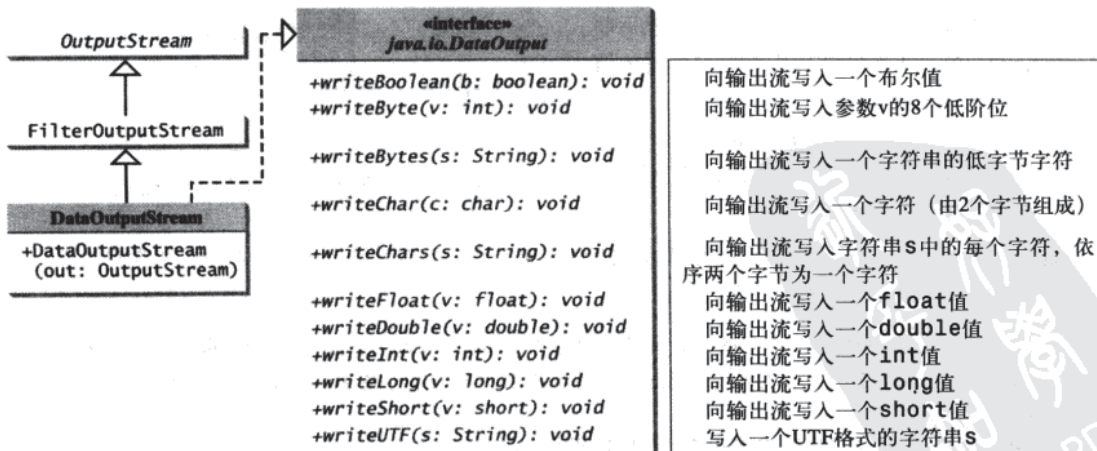 OutputStream
FilterOutputStream
DataOutputStream
+DataOutputStream
(out: OutputStream)
«interface»
java.io.DataOutput
+writeBoolean(b: boolean): void
+writeByte(v: int): void
+writeBytes(s: String): void
+writeChar(c: char): void
+writeChars(s: String): void
+writeFloat(v: float): void
+writeDouble(v: double): void
+writeInt(v: int): void
+writeLong(v: long): void
+writeShort(v: short): void
+writeUTF(s: String): void
向输出流写入一个布尔值
向输出流写入参数v的8个低阶位
向输出流写入一个字符串的低字节字符
向输出流写入一个字符（由2个字节组成）
向输出流写入字符串s中的每个字符，依
序两个字节为一个字符
向输出流写入一个float值
向输出流写入一个double值
向输出流写入一个int值
向输出流写入一个long值
向输出流写入一个short值
写入一个UTF格式的字符串s